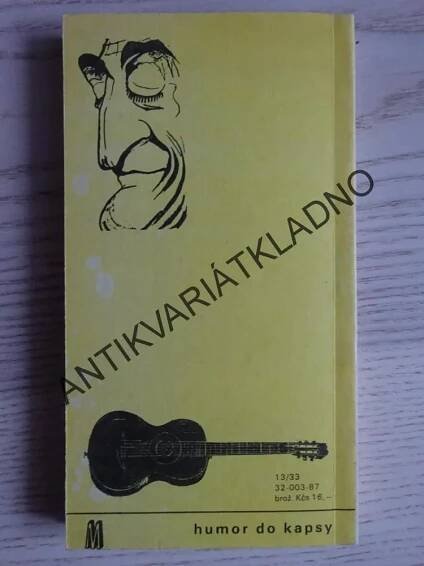 ANTIKVARIÁTKLADNO
13/33
32-003-87
brož. Kčs 16,-
M
humor do kapsy